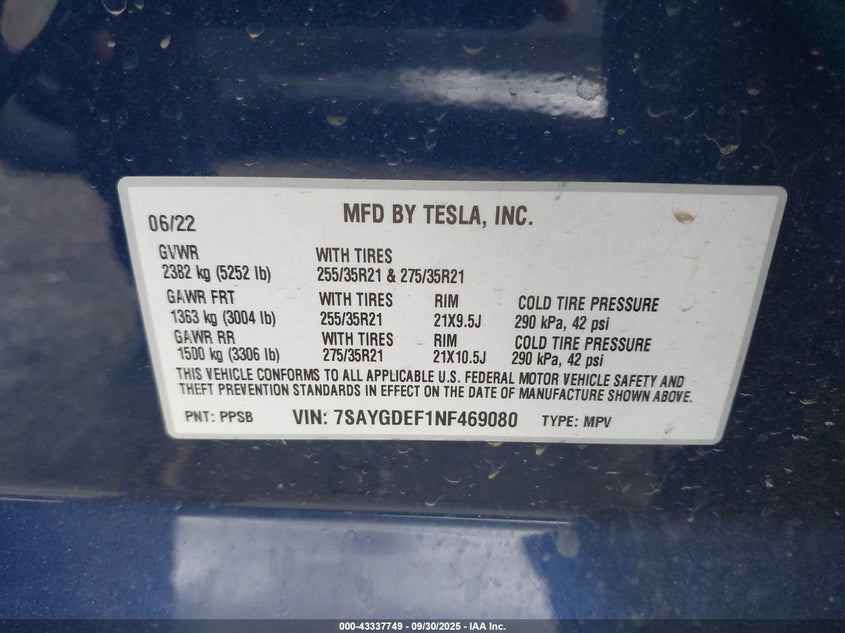 06/22 MFD BY TESLA, INC.
GVWR WITH TIRES
2382 kg (5252 lb) 255/35R21 & 275/35R21
GAWR FRT WITH TIRES RIM COLD TIRE PRESSURE
1363 kg (3004 lb) 255/35R21 21X9.5J 290 kPa, 42 psi
GAWR RR WITH TIRES RIM COLD TIRE PRESSURE
1500 kg (3306 lb) 275/35R21 21X10.5J 290 kPa, 42 psi
THIS VEHICLE CONFORMS TO ALL APPLICABLE U.S. FEDERAL MOTOR VEHICLE SAFETY AND
THEFT PREVENTION STANDARDS IN EFFECT ON THE DATE OF MANUFACTURE SHOWN ABOVE.
PNT: PPSB VIN: 7SAYGDEF1NF469080 TYPE: MPV
000-43337749 - 09/30/2025 - IAA Inc.